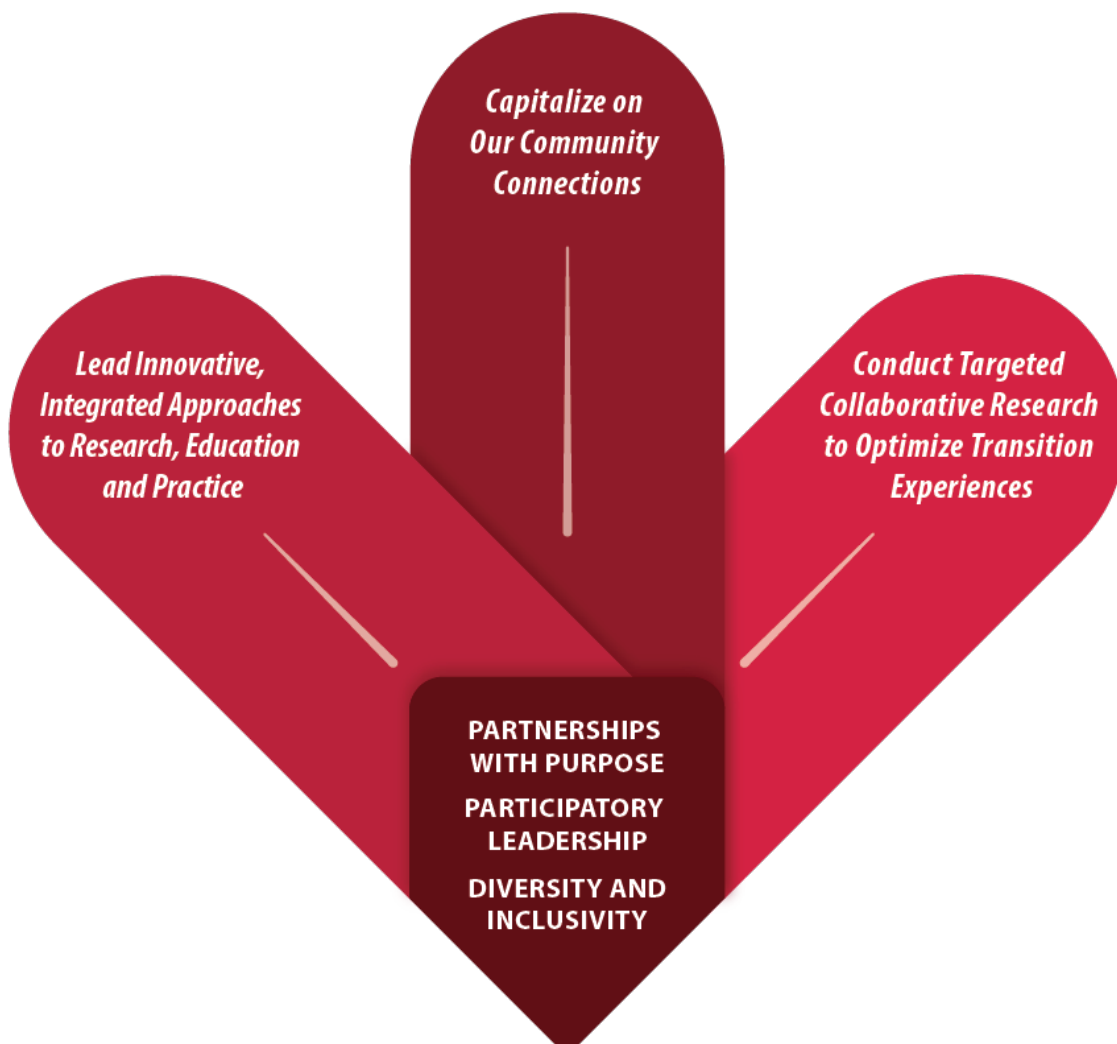 Capitalize on
Our Community
Connections
Lead Innovative,
Integrated Approaches
to Research, Education
and Practice
Conduct Targeted
Collaborative Research
to Optimize Transition
Experiences
PARTNERSHIPS
WITH PURPOSE
PARTICIPATORY
LEADERSHIP
DIVERSITY AND
INCLUSIVITY